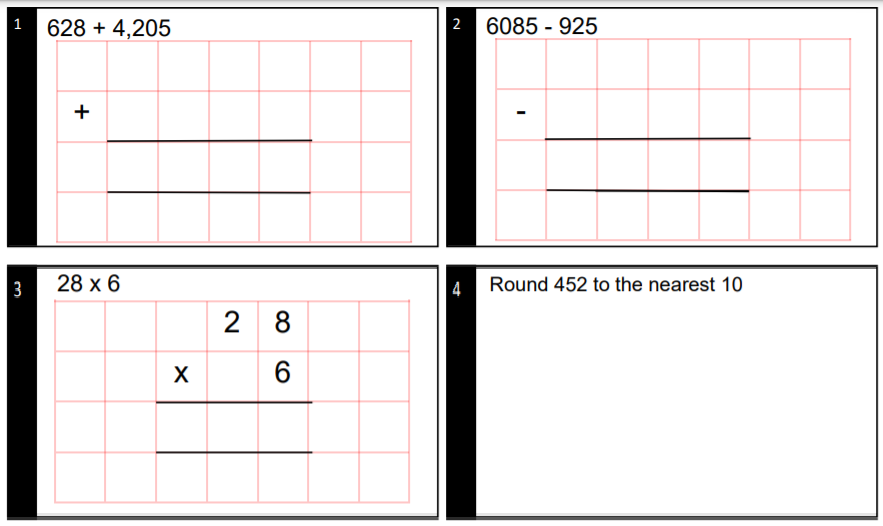 1 628 + 4,205
+
2 6085 - 925
-
3 28 x 6
2 8
x 6
4 Round 452 to the nearest 10